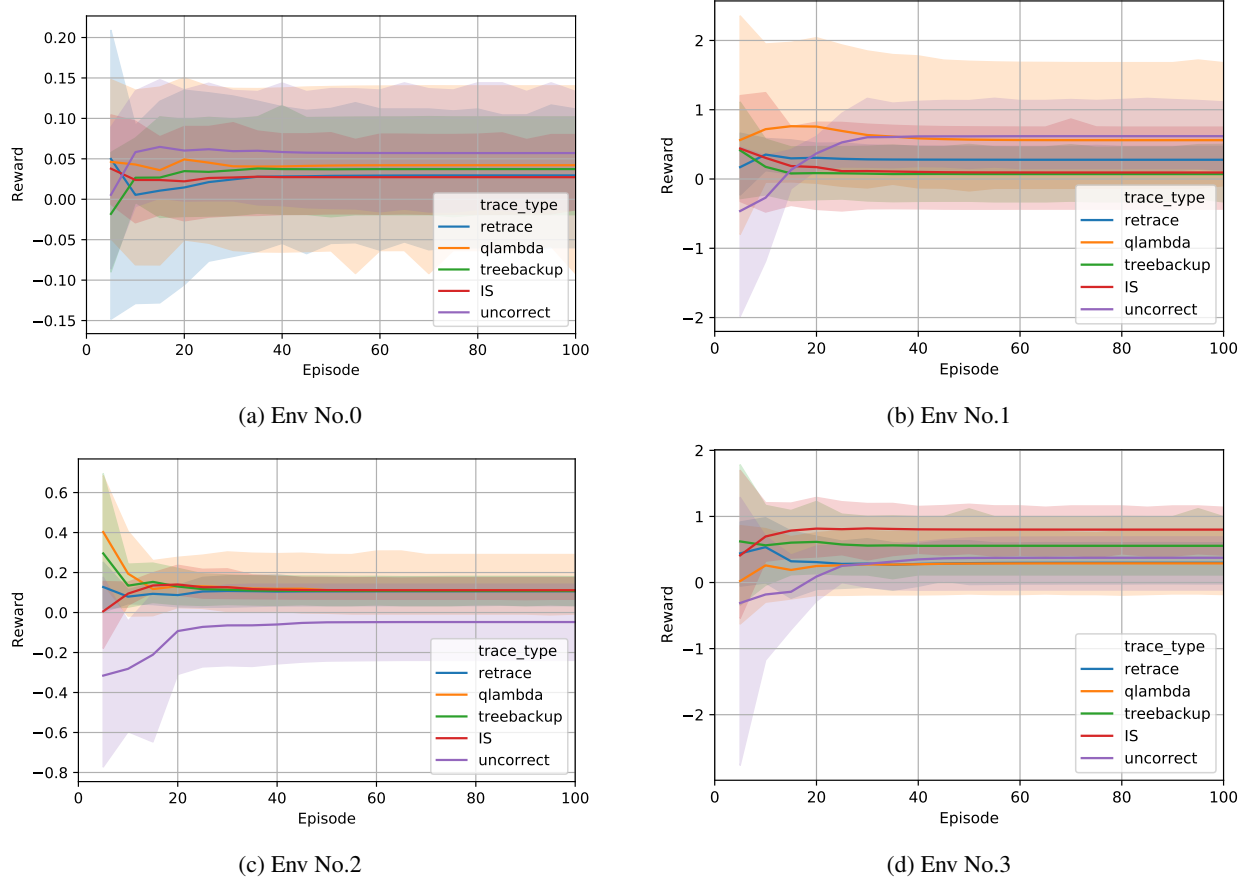 0.20
0.15
0.10
0.05
0.00
−0.05
−0.10
−0.15
Reward
0 20 40 60 80 100
Episode
trace_type
retrace
qlambda
treebackup
IS
uncorrect
(a) Env No.0
2
1
0
−1
−2
Reward
0 20 40 60 80 100
Episode
trace_type
retrace
qlambda
treebackup
IS
uncorrect
(b) Env No.1
0.6
0.4
0.2
0.0
−0.2
−0.4
−0.6
−0.8
Reward
0 20 40 60 80 100
Episode
trace_type
retrace
qlambda
treebackup
IS
uncorrect
(c) Env No.2
2
1
0
−1
−2
Reward
0 20 40 60 80 100
Episode
trace_type
retrace
qlambda
treebackup
IS
uncorrect
(d) Env No.3